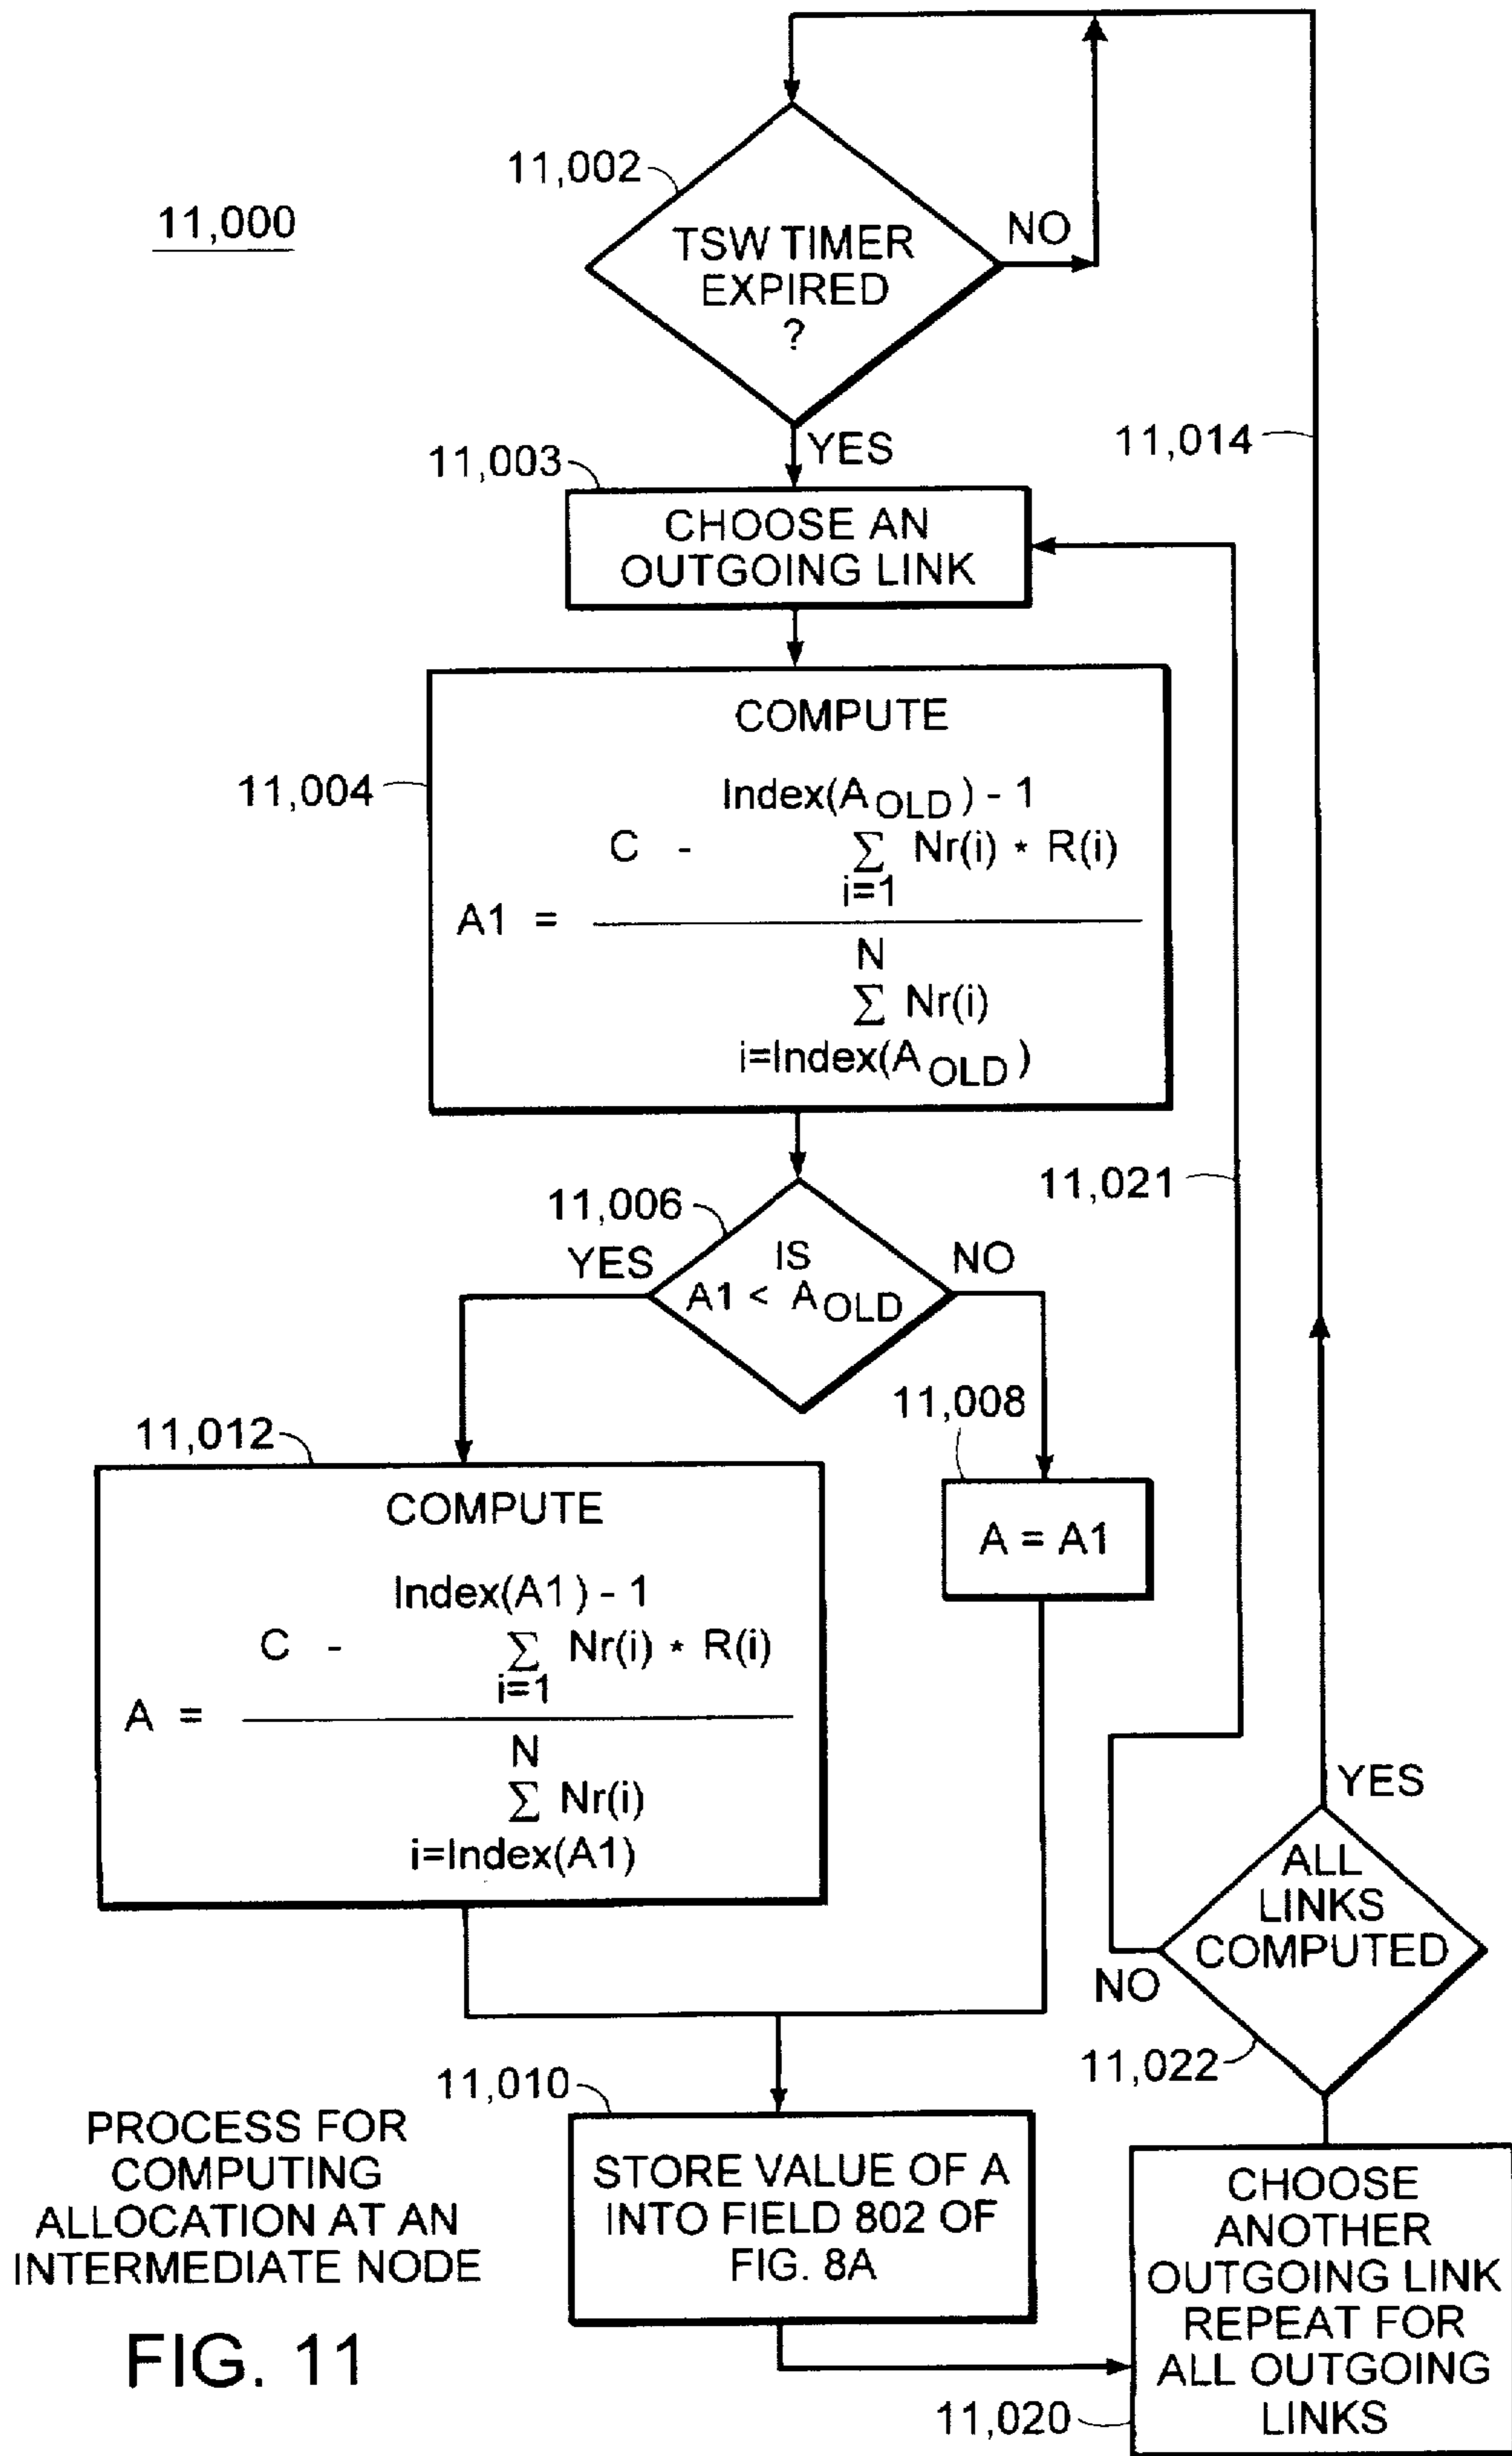 11,000
11,002
TSW TIMER
EXPIRED
?
NO
YES
11,014
11,003
CHOOSE AN
OUTGOING LINK
11,004
COMPUTE
Index(A OLD) - 1
C - Σ Nr(i) * R(i)
i=1
A1 =
N
Σ Nr(i)
i=Index(A OLD)
11,021
11,006
YES
IS
A1 < A OLD
NO
11,008
A = A1
11,012
COMPUTE
Index(A1) - 1
C - Σ Nr(i) * R(i)
i=1
A =
N
Σ Nr(i)
i=Index(A1)
YES
ALL
LINKS
COMPUTED
NO
11,022
11,010
STORE VALUE OF A
INTO FIELD 802 OF
FIG. 8A
CHOOSE
ANOTHER
OUTGOING LINK
REPEAT FOR
ALL OUTGOING
LINKS
11,020
PROCESS FOR
COMPUTING
ALLOCATION AT AN
INTERMEDIATE NODE
FIG. 11